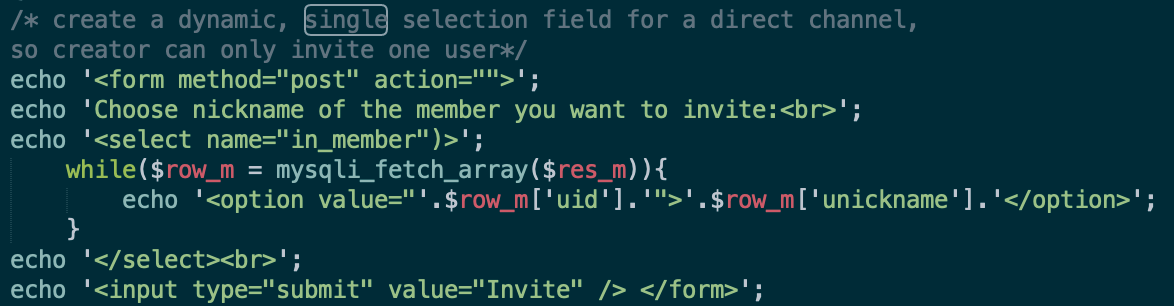 /* create a dynamic, single selection field for a direct channel,
so creator can only invite one user*/
echo '<form method="post" action="">';
echo 'Choose nickname of the member you want to invite:<br>';
echo '<select name="in_member")>';
    while($row_m = mysqli_fetch_array($res_m)){
        echo '<option value="'.$row_m['uid'].'">'.$row_m['unickname'].'</option>';
    }
echo '</select><br>';
echo '<input type="submit" value="Invite" /> </form>';